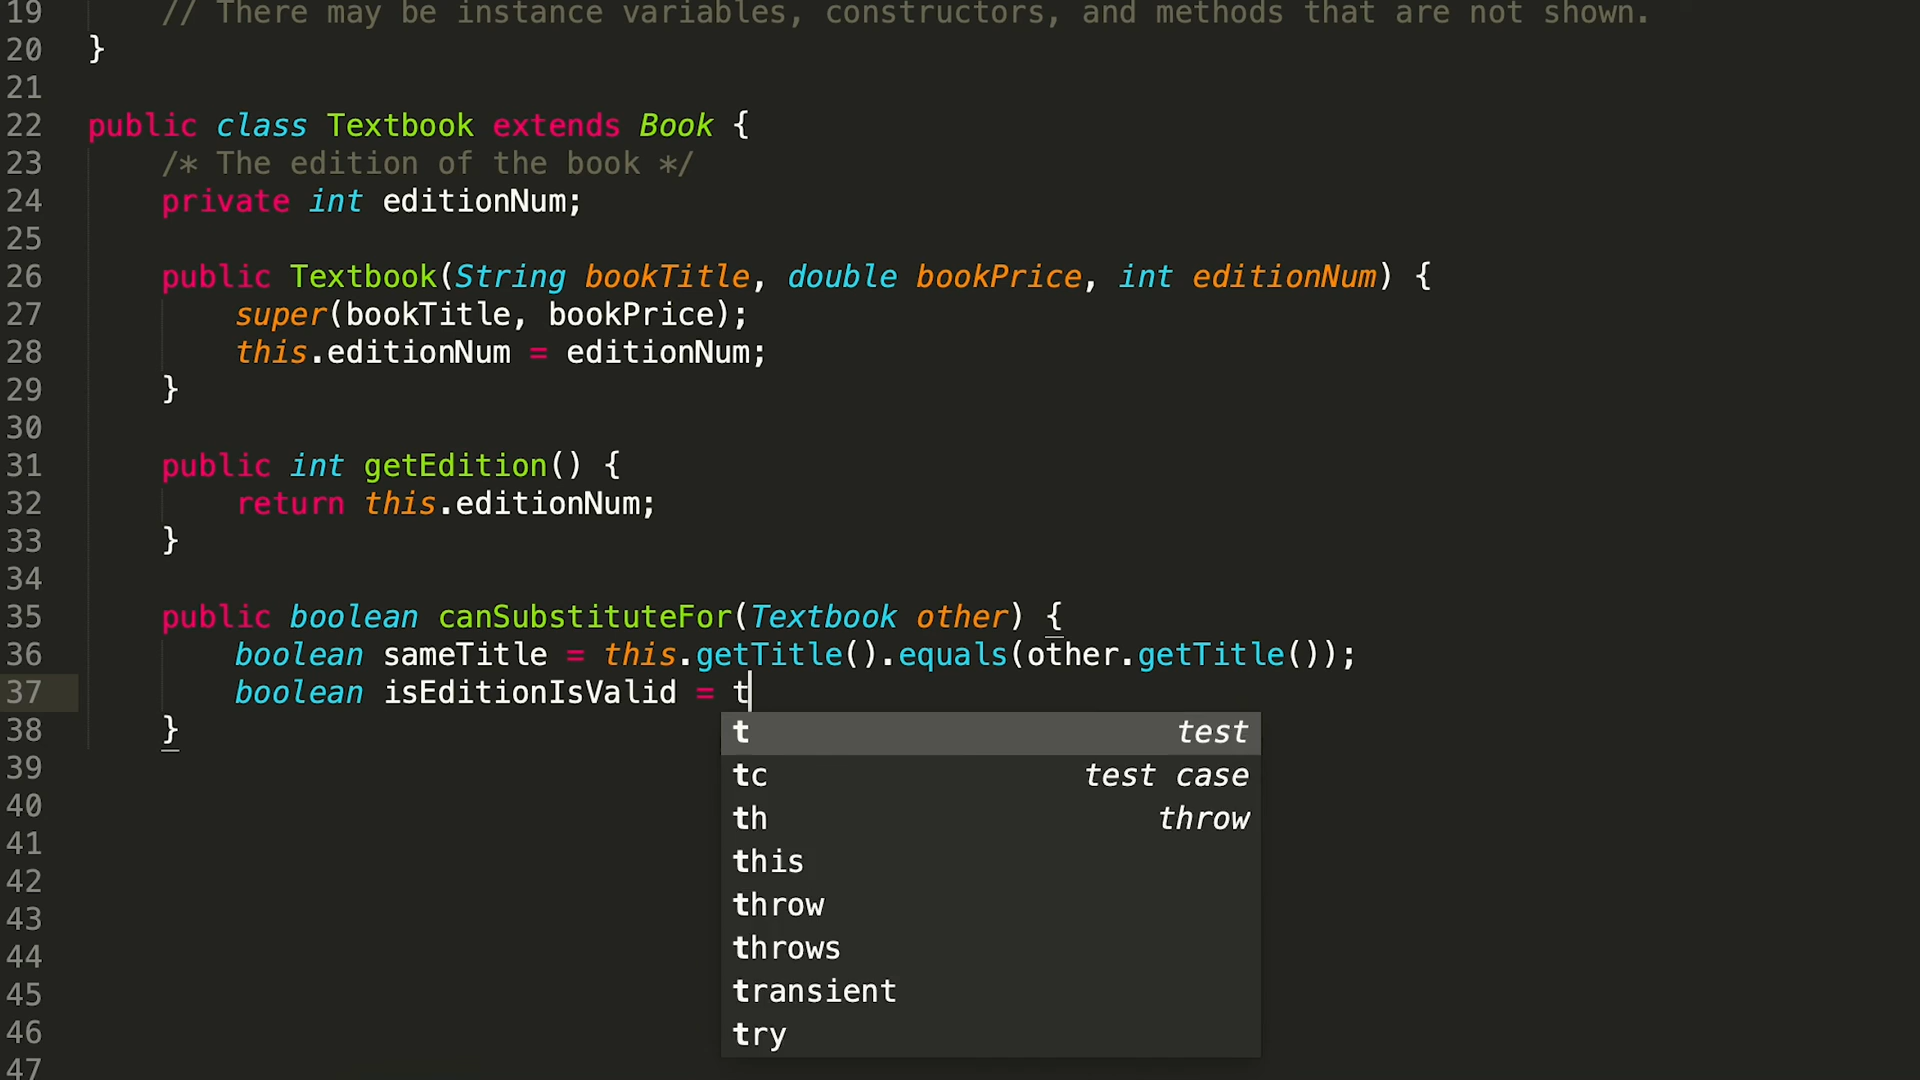 19 // There may be instance variables, constructors, and methods that are not shown.
20 }
21
22 public class Textbook extends Book {
23 /* The edition of the book */
24 private int editionNum;
25
26 public Textbook(String bookTitle, double bookPrice, int editionNum) {
27 super(bookTitle, bookPrice);
28 this.editionNum = editionNum;
29 }
30
31 public int getEdition() {
32 return this.editionNum;
33 }
34
35 public boolean canSubstituteFor(Textbook other) {
36 boolean sameTitle = this.getTitle().equals(other.getTitle());
37 boolean isEditionIsValid = t
38 } t test
39 tc test case
40 th throw
41 this
42 throw
43 throws
44 transient
45 try
46
47